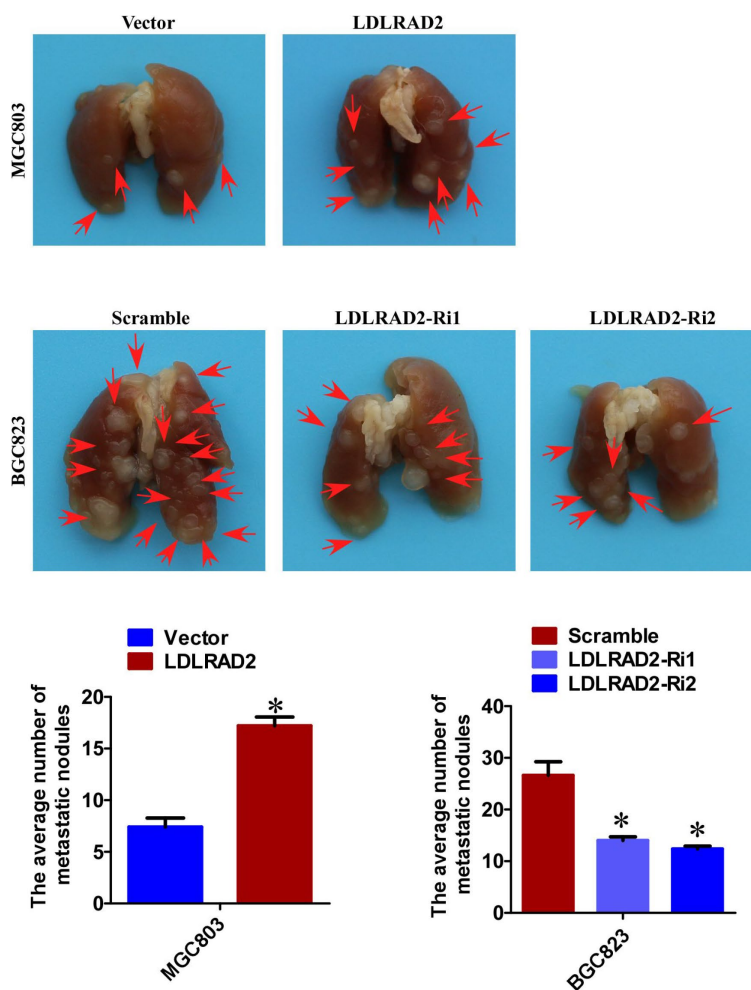 Vector
LDLRAD2
MGC803
Scramble
LDLRAD2-Ri1
LDLRAD2-Ri2
BGC823
Vector
LDLRAD2
The average number of
metastatic nodules
20
15
10
5
0
*
MGC803
Scramble
LDLRAD2-Ri1
LDLRAD2-Ri2
The average number of
metastatic nodules
40
30
20
10
0
*
*
BGC823